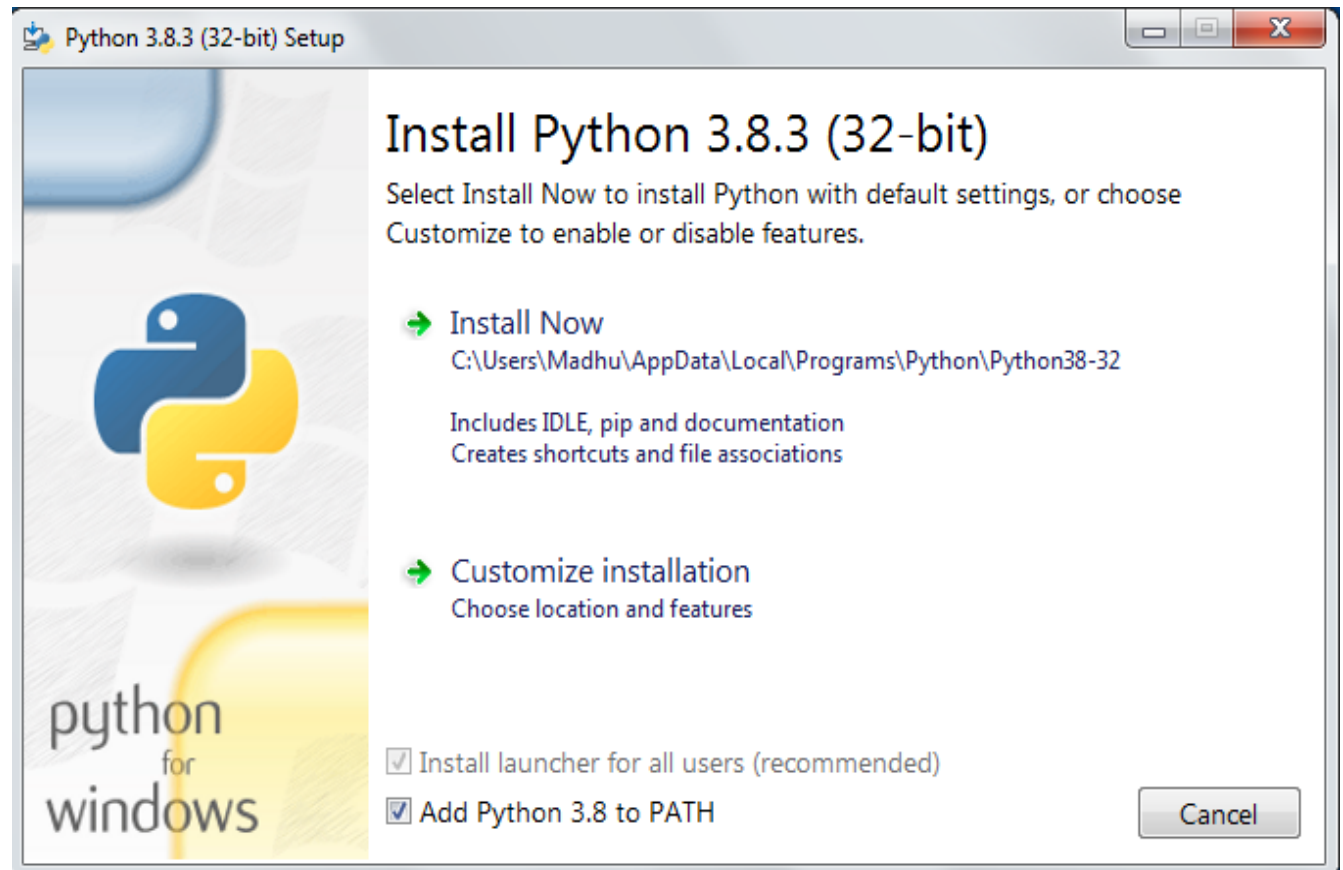 Python 3.8.3 (32-bit) Setup
Install Python 3.8.3 (32-bit)
Select Install Now to install Python with default settings, or choose
Customize to enable or disable features.
Install Now
C:\Users\Madhu\AppData\Local\Programs\Python\Python38-32
Includes IDLE, pip and documentation
Creates shortcuts and file associations
Customize installation
Choose location and features
python
for
windows
Install launcher for all users (recommended)
Add Python 3.8 to PATH
Cancel